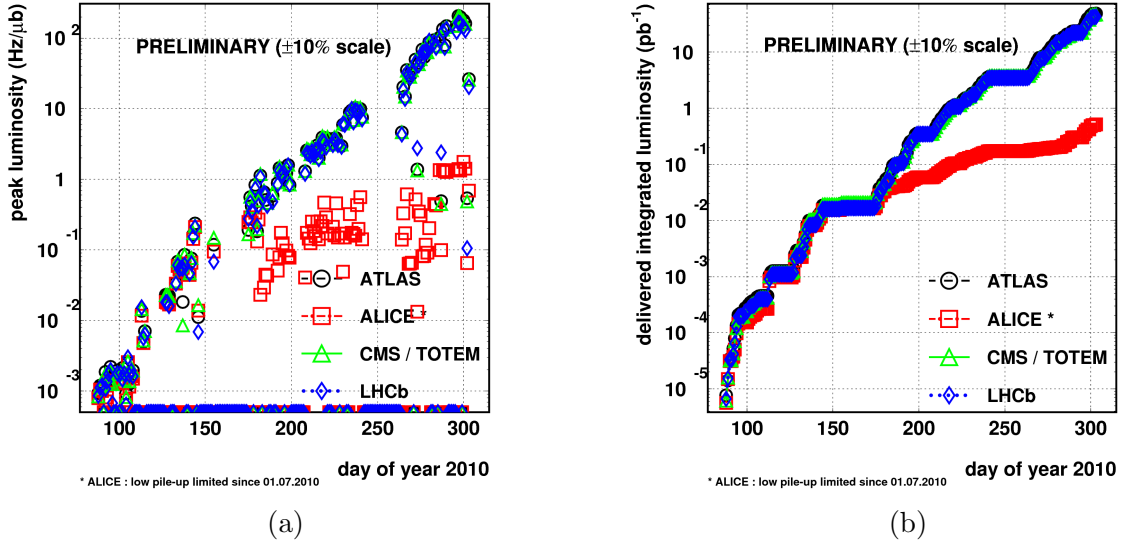 peak luminosity (Hz/μb)
10 ²
10
1
10 -1
10 -2
10 -3
PRELIMINARY (±10% scale)
ATLAS
ALICE *
CMS / TOTEM
LHCb
100 150 200 250 300
day of year 2010
* ALICE : low pile-up limited since 01.07.2010
(a)
delivered integrated luminosity (pb⁻¹)
10
1
10 -1
10 -2
10 -3
10 -4
10 -5
PRELIMINARY (±10% scale)
ATLAS
ALICE *
CMS / TOTEM
LHCb
100 150 200 250 300
day of year 2010
* ALICE : low pile-up limited since 01.07.2010
(b)